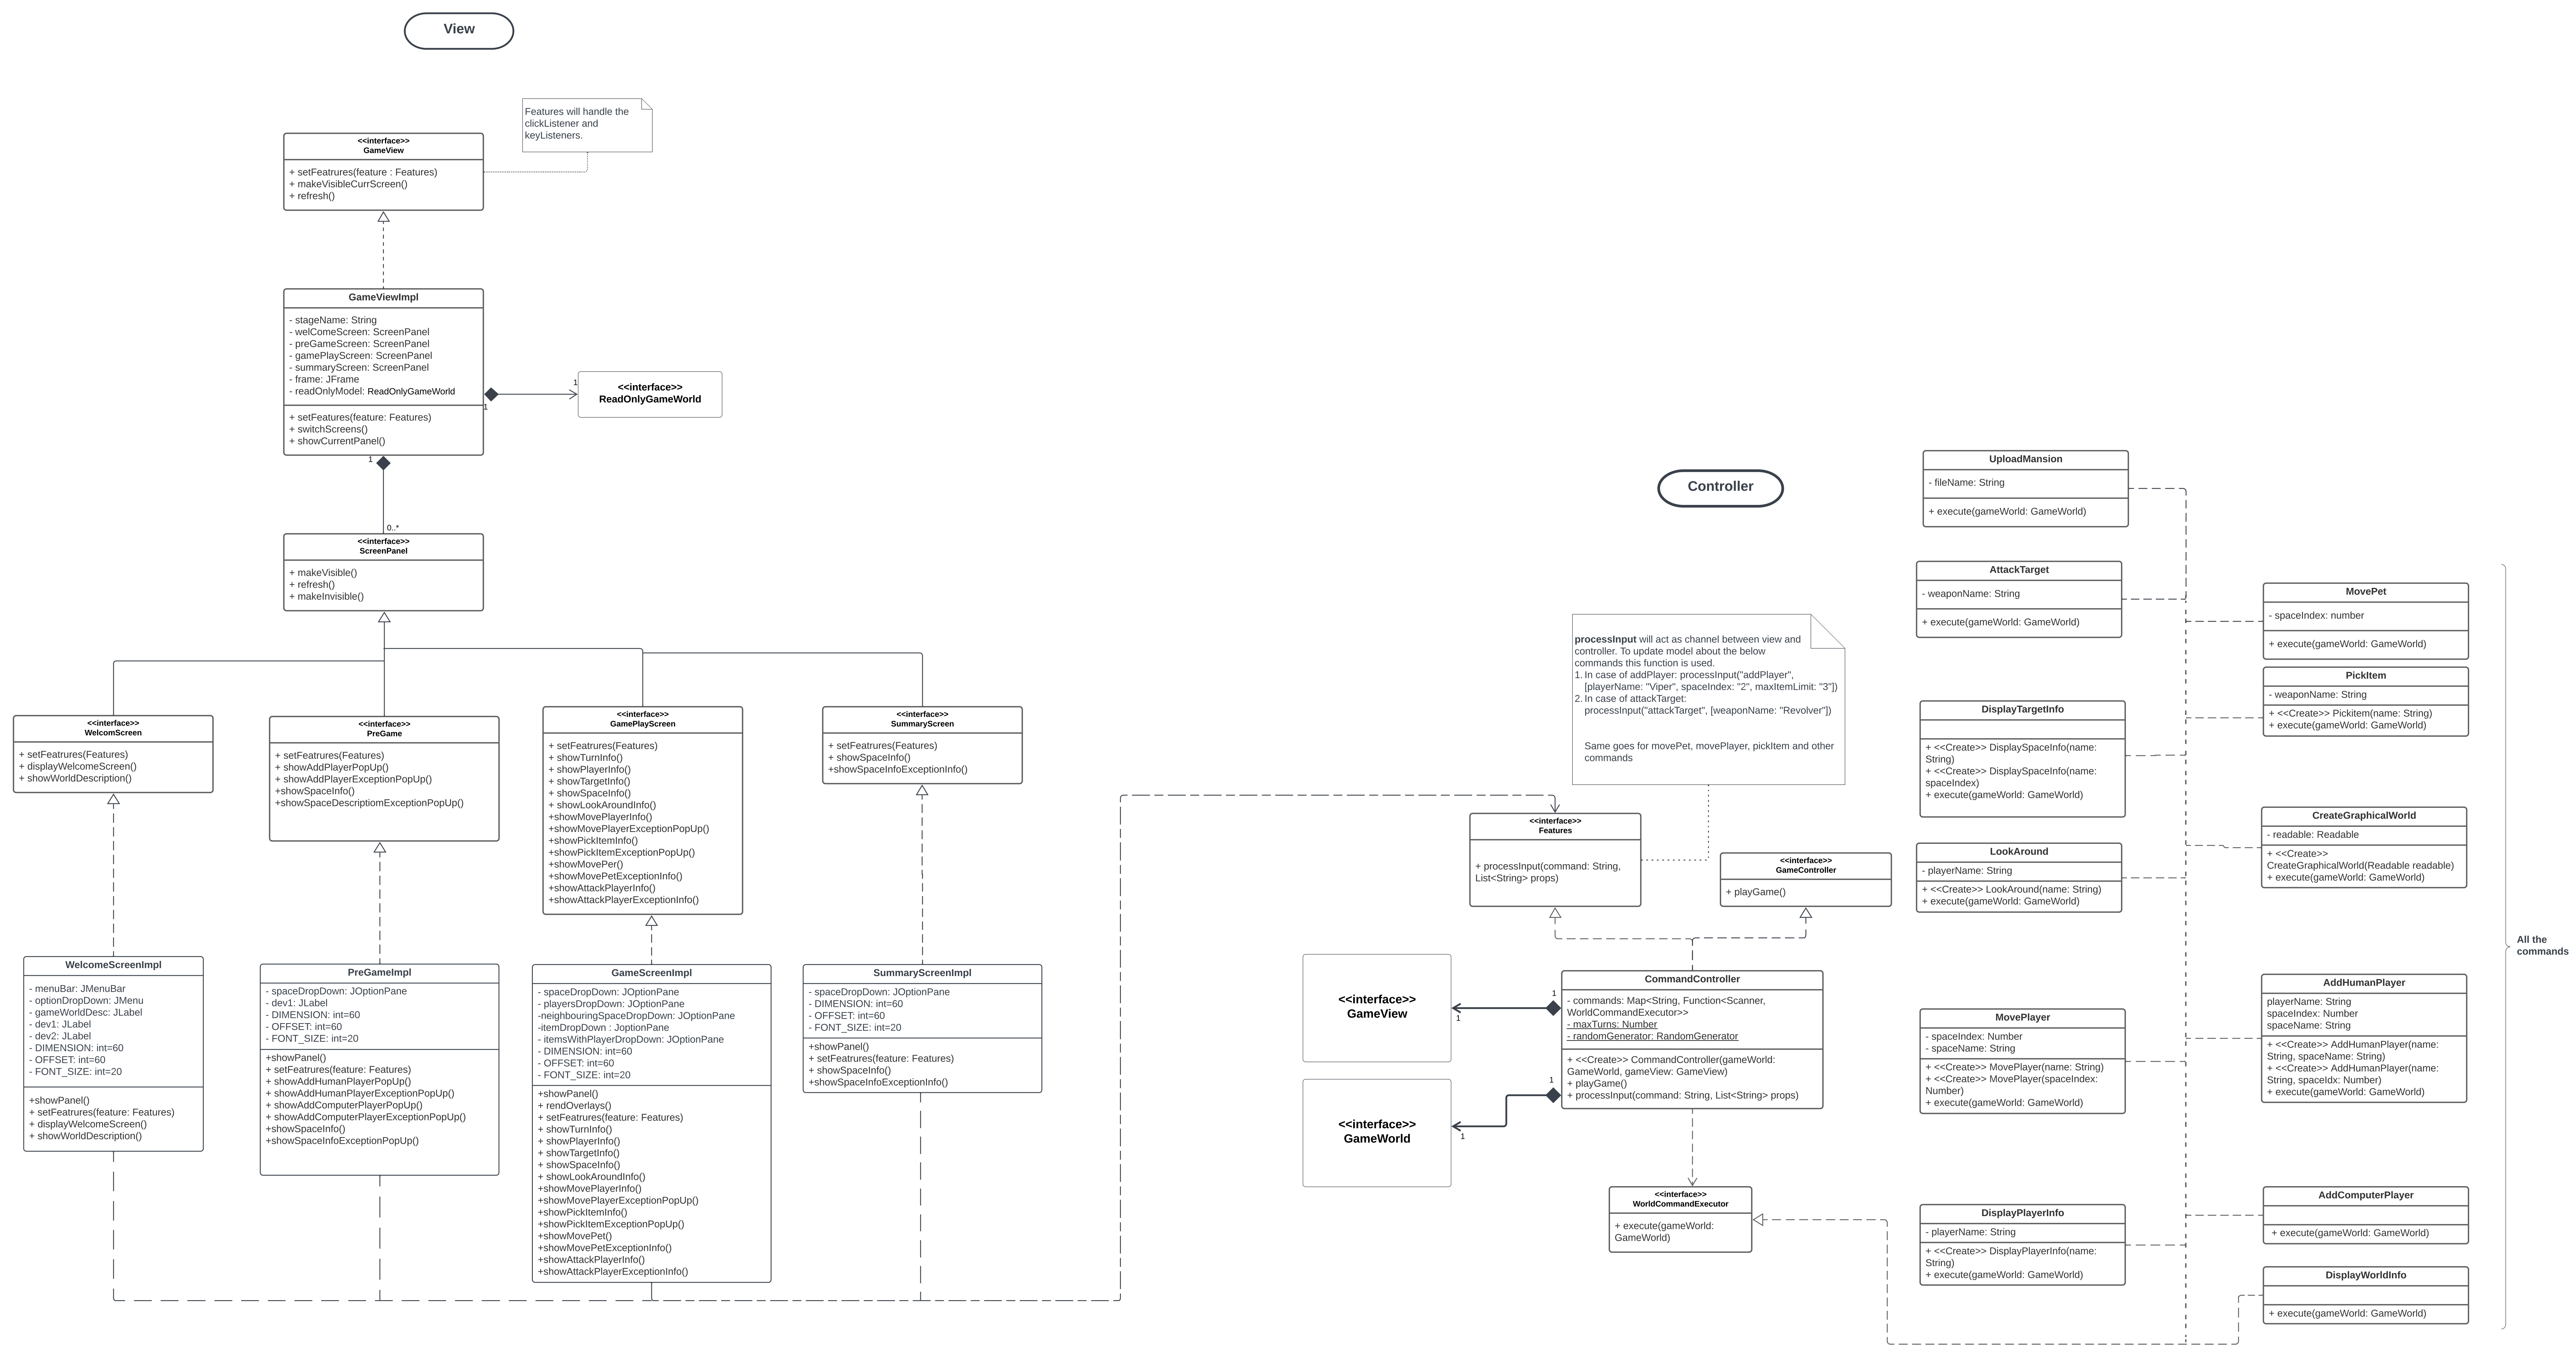 View
Features will handle the
clickListener and
keyListeners.
<<interface>>
GameView
+ setFeatrures(feature : Features)
+ makeVisibleCurrScreen()
+ refresh()
GameViewImpl
- stageName: String
- welComeScreen: ScreenPanel
- preGameScreen: ScreenPanel
- gamePlayScreen: ScreenPanel
- summaryScreen: ScreenPanel
- frame: JFrame
- readOnlyModel: ReadOnlyGameWorld
+ setFeatures(feature: Features)
+ switchScreens()
+ showCurrentPanel()
1
1
<<interface>>
ReadOnlyGameWorld
1
0..*
<<interface>>
ScreenPanel
+ makeVisible()
+ refresh()
+ makeInvisible()
<<interface>>
WelcomScreen
+ setFeatrures(Features)
+ displayWelcomeScreen()
+ showWorldDescription()
<<interface>>
PreGame
+ setFeatrures(Features)
+ showAddPlayerPopUp()
+ showAddPlayerExceptionPopUp()
+showSpaceInfo()
+showSpaceDescriptiomExceptionPopUp()
<<interface>>
GamePlayScreen
+ setFeatrures(Features)
+ showTurnInfo()
+ showPlayerInfo()
+ showTargetInfo()
+ showSpaceInfo()
+ showLookAroundInfo()
+showMovePlayerInfo()
+showMovePlayerExceptionPopUp()
+showPickItemInfo()
+showPickItemExceptionPopUp()
+showMovePer()
+showMovePetExceptionInfo()
+showAttackPlayerInfo()
+showAttackPlayerExceptionInfo()
<<interface>>
SummaryScreen
+ setFeatrures(Features)
+ showSpaceInfo()
+showSpaceInfoExceptionInfo()
WelcomeScreenImpl
- menuBar: JMenuBar
- optionDropDown: JMenu
- gameWorldDesc: JLabel
- dev1: JLabel
- dev2: JLabel
- DIMENSION: int=60
- OFFSET: int=60
- FONT_SIZE: int=20
+showPanel()
+ setFeatrures(feature: Features)
+ displayWelcomeScreen()
+ showWorldDescription()
PreGameImpl
- spaceDropDown: JOptionPane
- dev1: JLabel
- DIMENSION: int=60
- OFFSET: int=60
- FONT_SIZE: int=20
+showPanel()
+ setFeatrures(feature: Features)
+ showAddHumanPlayerPopUp()
+ showAddHumanPlayerExceptionPopUp()
+ showAddComputerPlayerPopUp()
+ showAddComputerPlayerExceptionPopUp()
+showSpaceInfo()
+showSpaceInfoExceptionPopUp()
GameScreenImpl
- spaceDropDown: JOptionPane
- playersDropDown: JOptionPane
-neighbouringSpaceDropDown: JOptionPane
-itemDropDown : JoptionPane
- itemsWithPlayerDropDown: JOptionPane
- DIMENSION: int=60
- OFFSET: int=60
- FONT_SIZE: int=20
+showPanel()
+ rendOverlays()
+ setFeatrures(feature: Features)
+ showTurnInfo()
+ showPlayerInfo()
+ showTargetInfo()
+ showSpaceInfo()
+ showLookAroundInfo()
+showMovePlayerInfo()
+showMovePlayerExceptionPopUp()
+showPickItemInfo()
+showPickItemExceptionPopUp()
+showMovePet()
+showMovePetExceptionInfo()
+showAttackPlayerInfo()
+showAttackPlayerExceptionInfo()
SummaryScreenImpl
- spaceDropDown: JOptionPane
- DIMENSION: int=60
- OFFSET: int=60
- FONT_SIZE: int=20
+showPanel()
+ setFeatrures(feature: Features)
+ showSpaceInfo()
+showSpaceInfoExceptionInfo()
Controller
processInput will act as channel between view and
controller. To update model about the below
commands this function is used.
1. In case of addPlayer: processInput("addPlayer",
[playerName: "Viper", spaceIndex: "2", maxItemLimit: "3"])
2. In case of attackTarget:
processInput("attackTarget", [weaponName: "Revolver"])
Same goes for movePet, movePlayer, pickItem and other
commands
<<interface>>
Features
+ processInput(command: String,
List<String> props)
<<interface>>
GameController
+ playGame()
<<interface>>
GameView
1
1
CommandController
- commands: Map<String, Function<Scanner,
WorldCommandExecutor>>
- maxTurns: Number
- randomGenerator: RandomGenerator
+ <<Create>> CommandController(gameWorld:
GameWorld, gameView: GameView)
+ playGame()
+ processInput(command: String, List<String> props)
<<interface>>
GameWorld
1
1
<<interface>>
WorldCommandExecutor
+ execute(gameWorld:
GameWorld)
UploadMansion
- fileName: String
+ execute(gameWorld: GameWorld)
AttackTarget
- weaponName: String
+ execute(gameWorld: GameWorld)
DisplayTargetInfo
+ <<Create>> DisplaySpaceInfo(name:
String)
+ <<Create>> DisplaySpaceInfo(name:
spaceIndex)
+ execute(gameWorld: GameWorld)
LookAround
- playerName: String
+ <<Create>> LookAround(name: String)
+ execute(gameWorld: GameWorld)
MovePlayer
- spaceIndex: Number
- spaceName: String
+ <<Create>> MovePlayer(name: String)
+ <<Create>> MovePlayer(spaceIndex:
Number)
+ execute(gameWorld: GameWorld)
DisplayPlayerInfo
- playerName: String
+ <<Create>> DisplayPlayerInfo(name:
String)
+ execute(gameWorld: GameWorld)
MovePet
- spaceIndex: number
+ execute(gameWorld: GameWorld)
PickItem
- weaponName: String
+ <<Create>> Pickitem(name: String)
+ execute(gameWorld: GameWorld)
CreateGraphicalWorld
- readable: Readable
+ <<Create>>
CreateGraphicalWorld(Readable readable)
+ execute(gameWorld: GameWorld)
AddHumanPlayer
playerName: String
spaceIndex: Number
spaceName: String
+ <<Create>> AddHumanPlayer(name:
String, spaceName: String)
+ <<Create>> AddHumanPlayer(name:
String, spaceIdx: Number)
+ execute(gameWorld: GameWorld)
AddComputerPlayer
+ execute(gameWorld: GameWorld)
DisplayWorldInfo
+ execute(gameWorld: GameWorld)
All the
commands